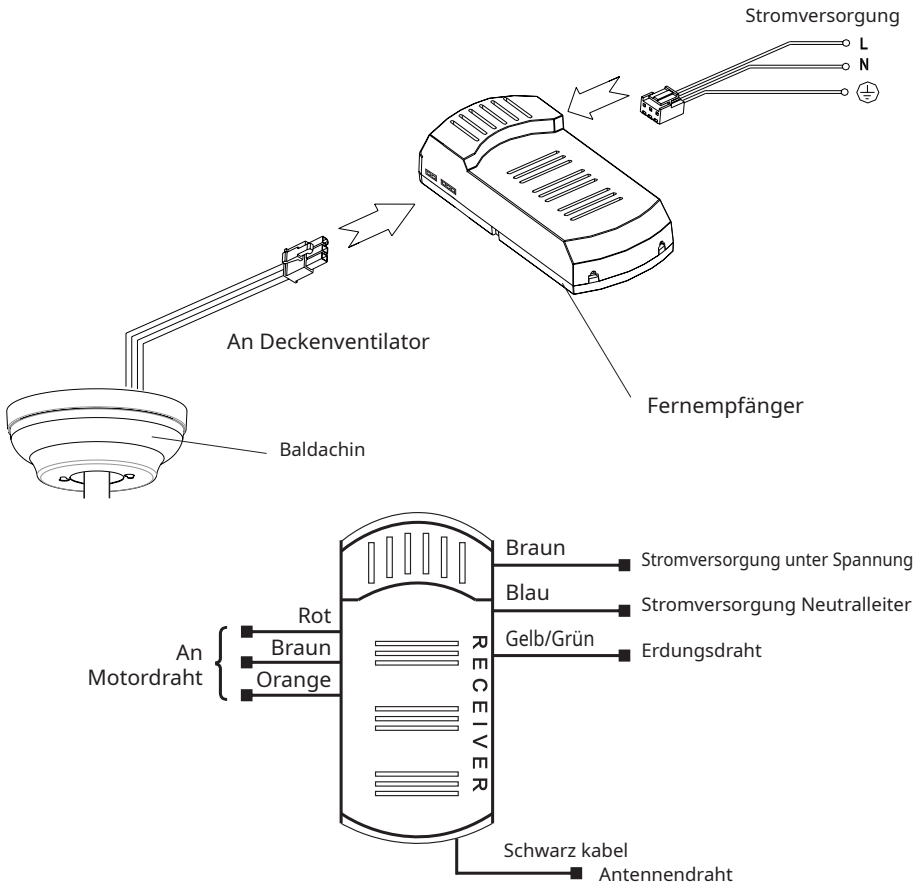 Stromversorgung
L
N
An Deckenventilator
Fernempfänger
Baldachin
Braun
Stromversorgung unter Spannung
Blau
Stromversorgung Neutralleiter
Rot
Gelb/Grün
Erdungsdraht
An
Motordraht
Braun
Orange
RECEIVER
Schwarz kabel
Antennendraht